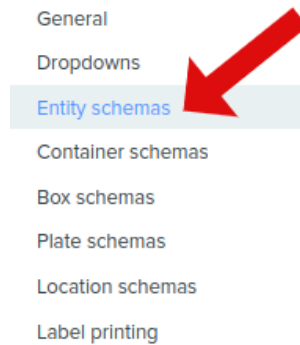 General
Dropdowns
Entity schemas
Container schemas
Box schemas
Plate schemas
Location schemas
Label printing